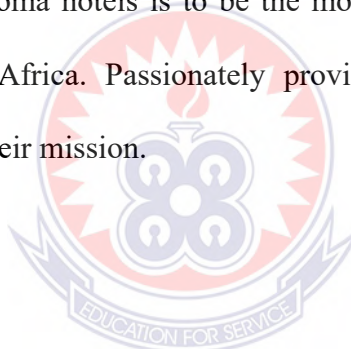 oma hotels is to be the mo
Africa. Passionately provi
eir mission.
EDUCATION FOR SERVICE